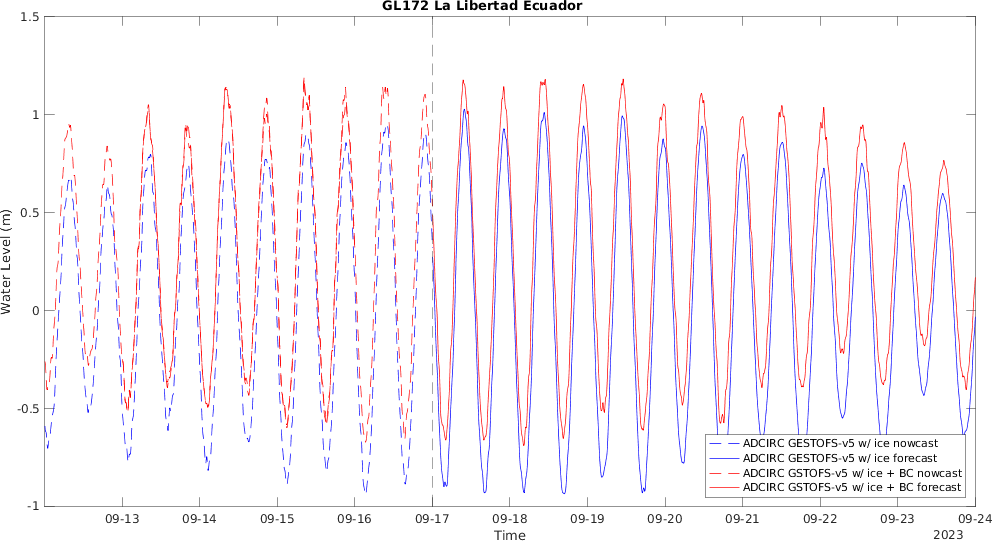 GL172 La Libertad Ecuador
1.5
1
0.5
0
-0.5
-1
Water Level (m)
09-13 09-14 09-15 09-16 09-17 09-18 09-19 09-20 09-21 09-22 09-23 09-24
Time
2023
ADCIRC GESTOFS-v5 w/ ice nowcast
ADCIRC GESTOFS-v5 w/ ice forecast
ADCIRC GSTOFS-v5 w/ ice + BC nowcast
ADCIRC GSTOFS-v5 w/ ice + BC forecast